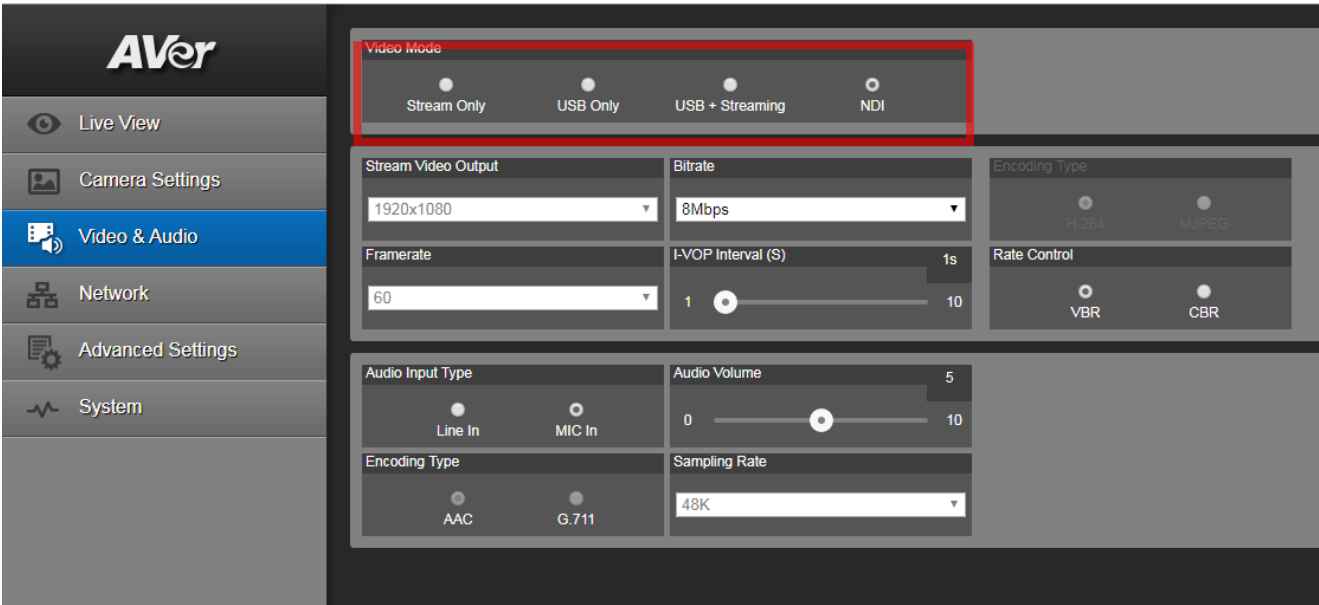 AVer
Live View
Camera Settings
Video & Audio
Network
Advanced Settings
System
Video Mode
Stream Only USB Only USB + Streaming NDI
Stream Video Output Bitrate Encoding Type
1920x1080 8Mbps H.264 MJPEG
Framerate I-VOP Interval (S) 1s Rate Control
60 1 10 VBR CBR
Audio Input Type Audio Volume 5
Line In MIC In 0 10
Encoding Type Sampling Rate
AAC G.711 48K